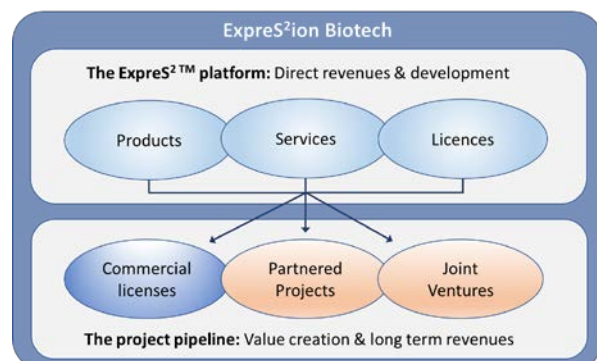 ExpreS²ion Biotech
The ExpreS² ™ platform: Direct revenues & development
Products
Services
Licences
Commercial
licenses
Partnered
Projects
Joint
Ventures
The project pipeline: Value creation & long term revenues